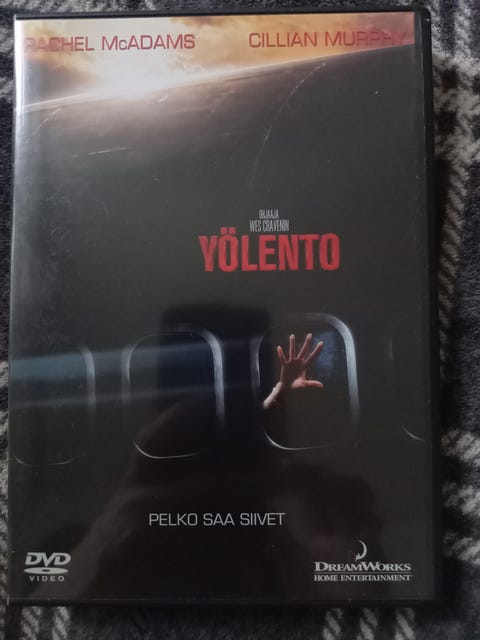 RACHEL McADAMS
CILLIAN MURPHY
OHJAAJA
WES CRAVENIN
YÖLENTO
PELKO SAA SIIVET
DVD
VIDEO
DREAMWORKS
HOME ENTERTAINMENT